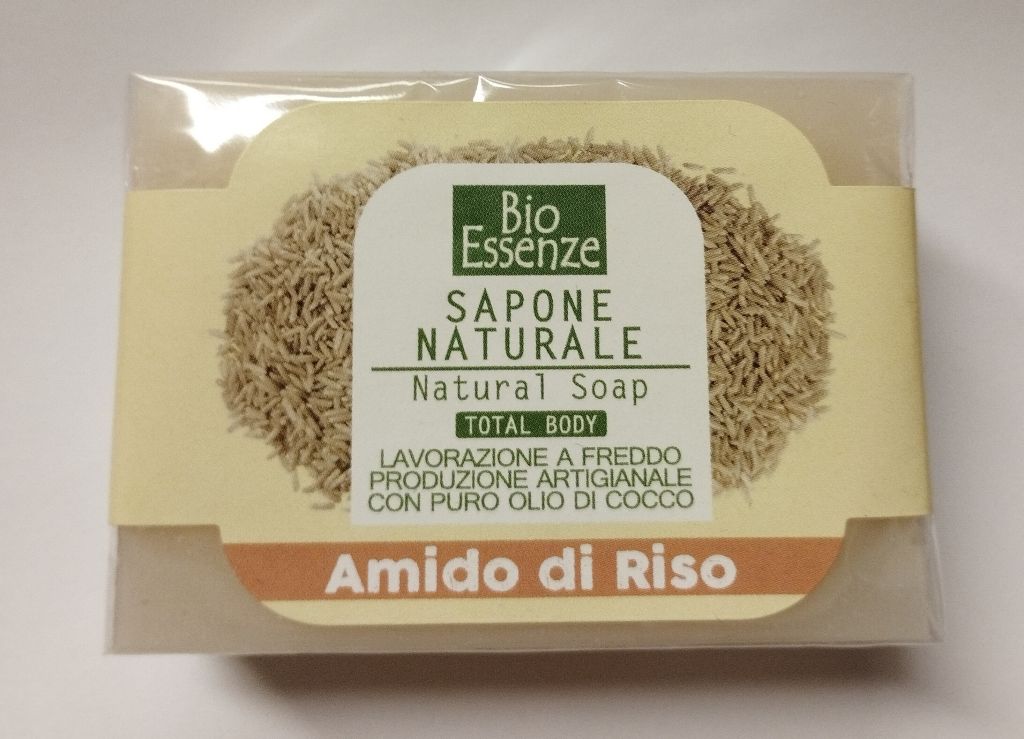 Bio
Essenze
SAPONE
NATURALE
Natural Soap
TOTAL BODY
LAVORAZIONE A FREDDO
PRODUZIONE ARTIGIANALE
CON PURO OLIO DI COCCO
Amido di Riso